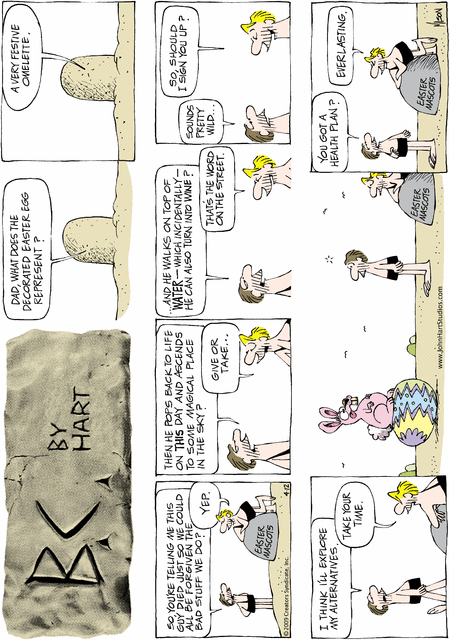 B.C.
BY
HART
DAD, WHAT DOES THE
DECORATED EASTER EGG
REPRESENT?
A VERY FESTIVE
OMELETTE.
SO YOU'RE TELLING ME THIS
GUY DIED JUST SO WE COULD
ALL BE FORGIVEN THE
BAD STUFF WE DO?
YEP.
EASTER
MASCOTS
4-12
© 2009 Creators Syndicate, Inc.
THEN HE POPS BACK TO LIFE
ON THIS DAY AND ASCENDS
TO SOME MAGICAL PLACE
IN THE SKY?
GIVE OR
TAKE...
...AND HE WALKS ON TOP OF
WATER — WHICH INCIDENTALLY —
HE CAN ALSO TURN INTO WINE?
THATS THE WORD
ON THE STREET.
SOUNDS
PRETTY
WILD...
SO, SHOULD
I SIGN YOU UP?
I THINK I'LL EXPLORE
MY ALTERNATIVES.
TAKE YOUR
TIME.
www.JohnHartStudios.com
EASTER
MASCOTS
YOU GOT A
HEALTH PLAN?
EVERLASTING.
EASTER
MASCOTS